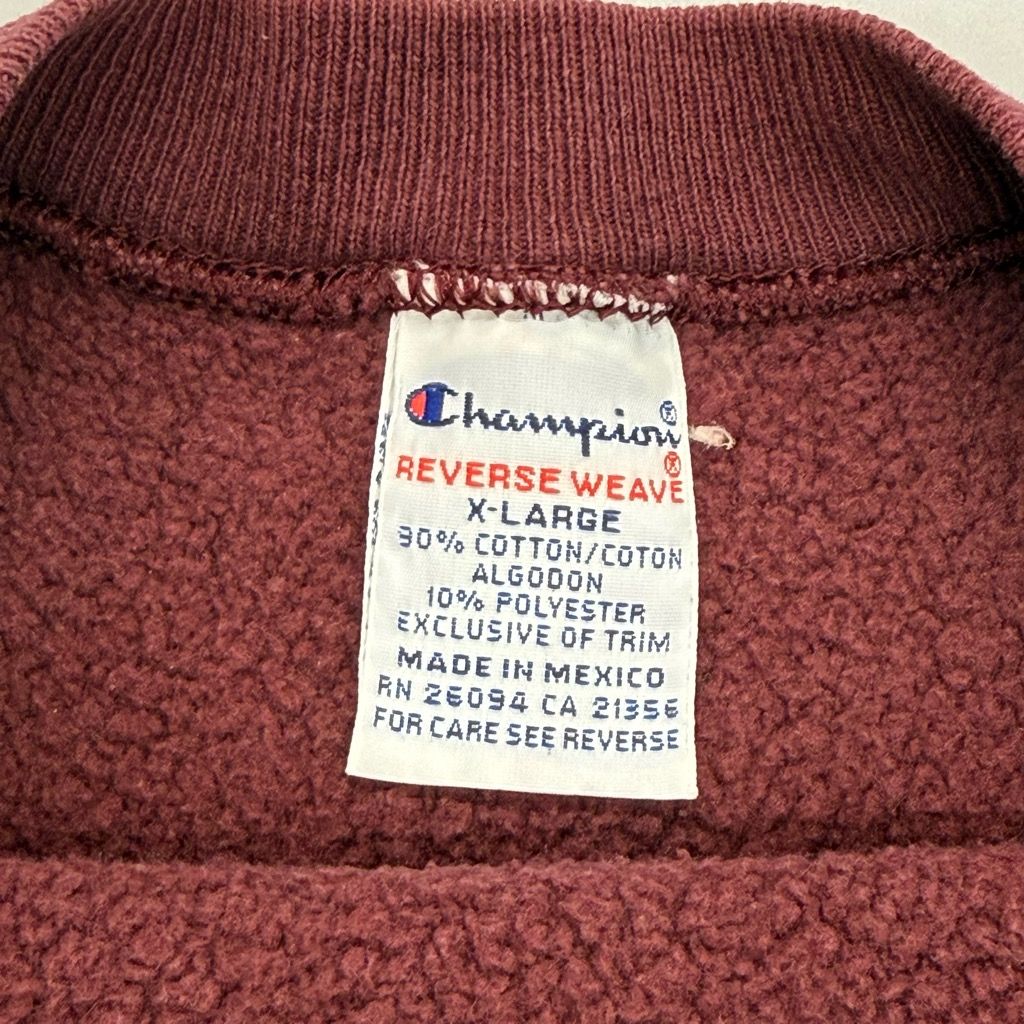 Champion®
REVERSE WEAVE®
X-LARGE
90% COTTON/COTON
ALGODON
10% POLYESTER
EXCLUSIVE OF TRIM
MADE IN MEXICO
RN 26094 CA 21356
FOR CARE SEE REVERSE